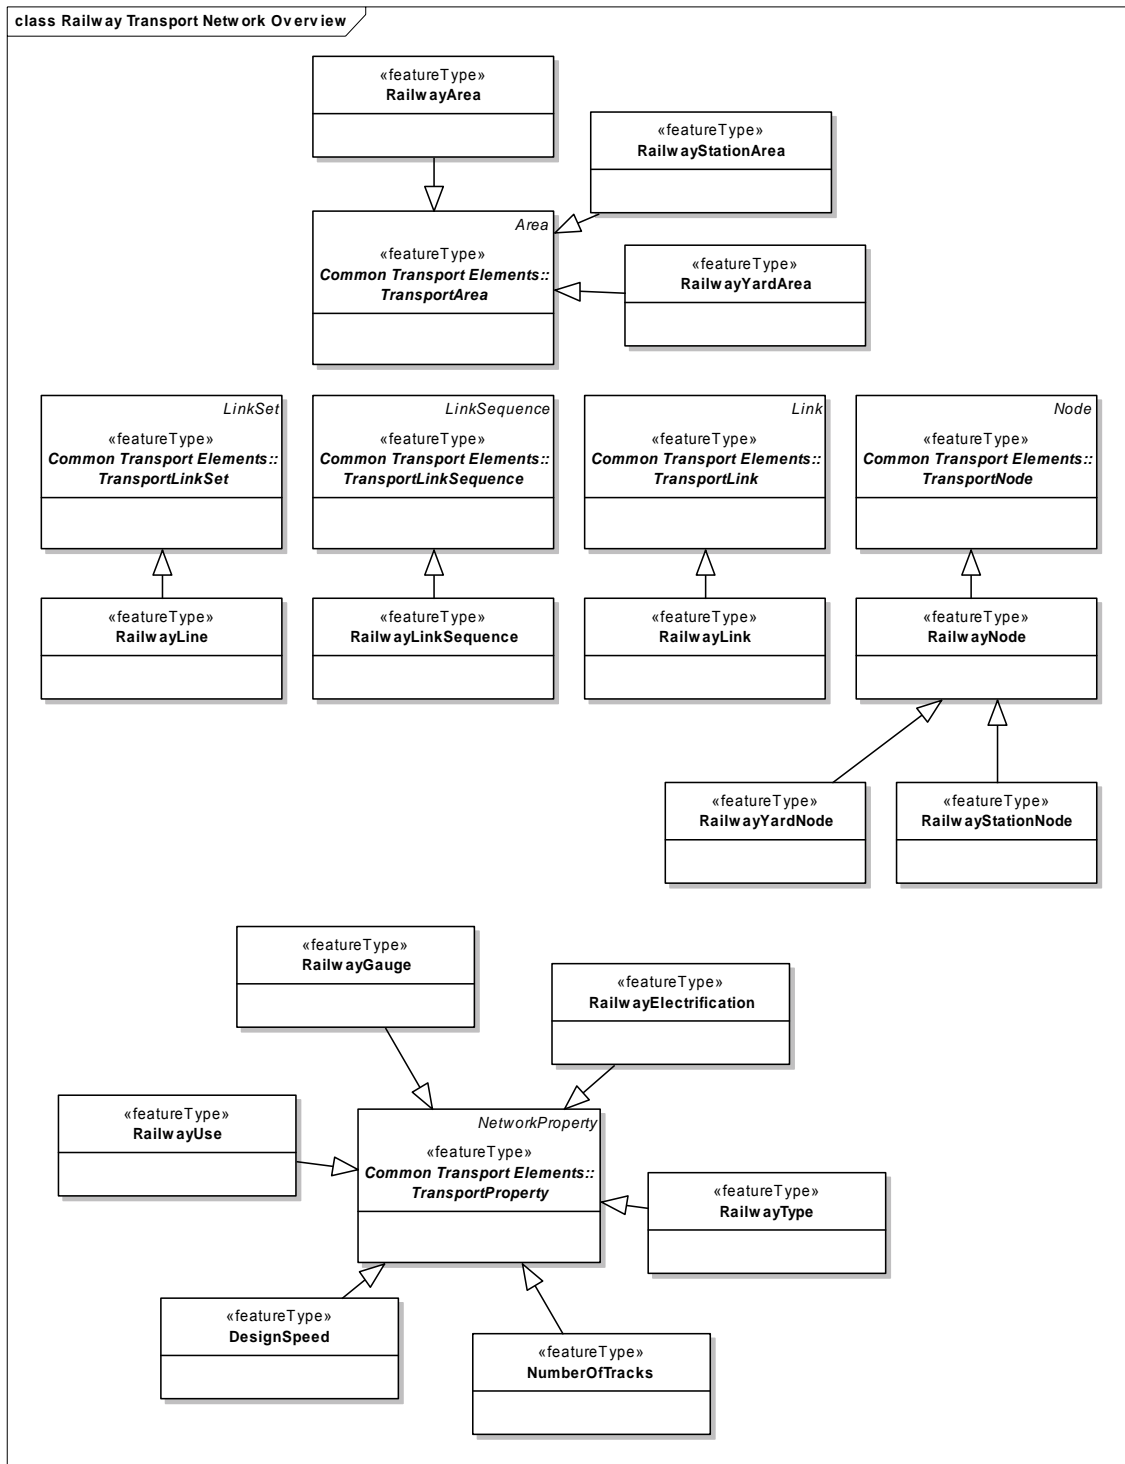 class Railway Transport Network Overview
«featureType»
RailwayArea
«featureType»
RailwayStationArea
Area
«featureType»
Common Transport Elements::
TransportArea
«featureType»
RailwayYardArea
LinkSet
«featureType»
Common Transport Elements::
TransportLinkSet
LinkSequence
«featureType»
Common Transport Elements::
TransportLinkSequence
Link
«featureType»
Common Transport Elements::
TransportLink
Node
«featureType»
Common Transport Elements::
TransportNode
«featureType»
RailwayLine
«featureType»
RailwayLinkSequence
«featureType»
RailwayLink
«featureType»
RailwayNode
«featureType»
RailwayYardNode
«featureType»
RailwayStationNode
«featureType»
RailwayGauge
«featureType»
RailwayElectrification
«featureType»
RailwayUse
NetworkProperty
«featureType»
Common Transport Elements::
TransportProperty
«featureType»
RailwayType
«featureType»
DesignSpeed
«featureType»
NumberOfTracks